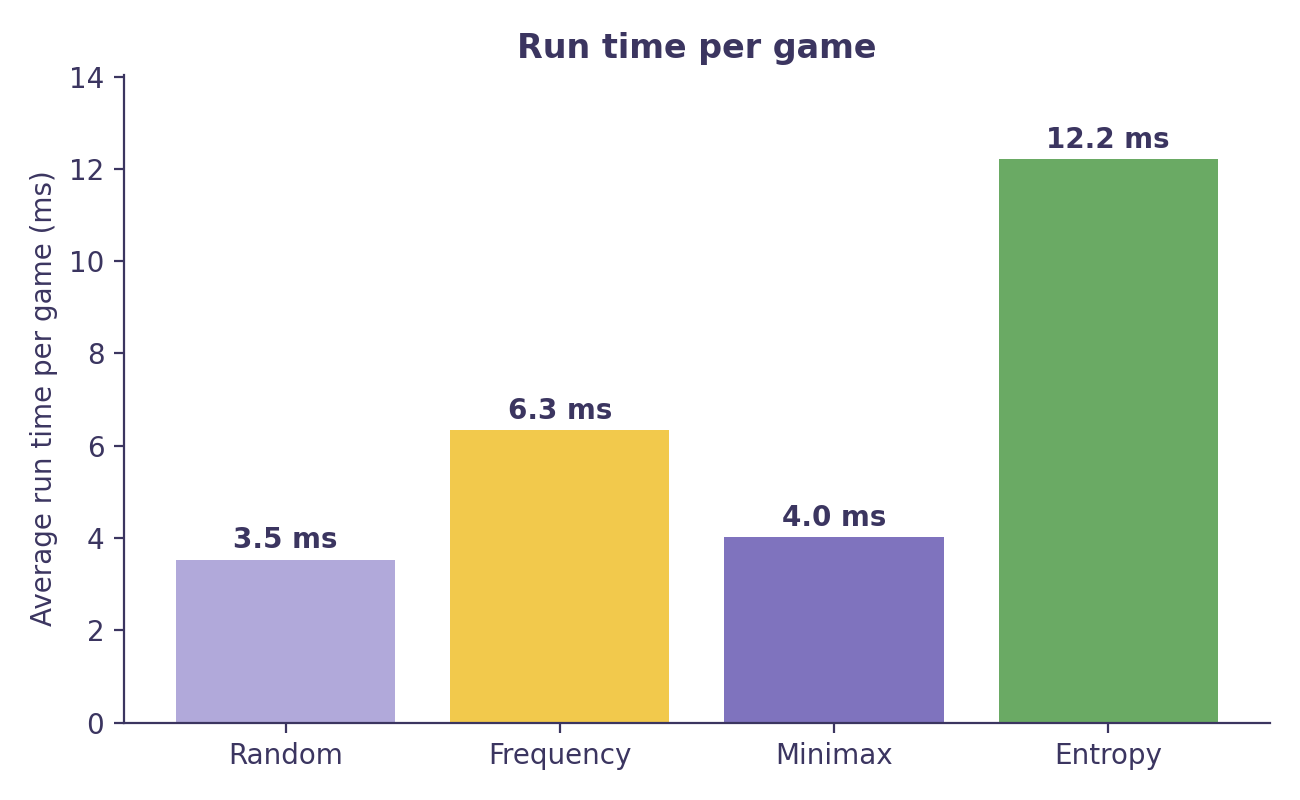 Run time per game
Average run time per game (ms)
14
12
10
8
6
4
2
0
3.5 ms
6.3 ms
4.0 ms
12.2 ms
Random
Frequency
Minimax
Entropy